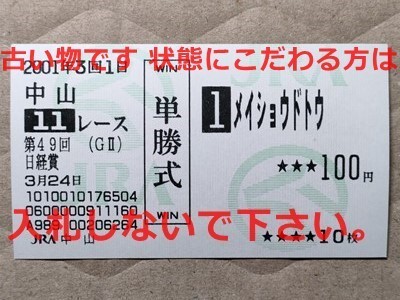 古い物です 状態にこだわる方は
2001年3回1日
中山
11レース
第49回 (GⅡ)
日経賞
3月24日
1010010176504
0600000911160
JRA 中山
WIN
単勝式
WIN
1 メイショウドトウ
★★★100円
入札しないで下さい。
★★★★10枚
JRA